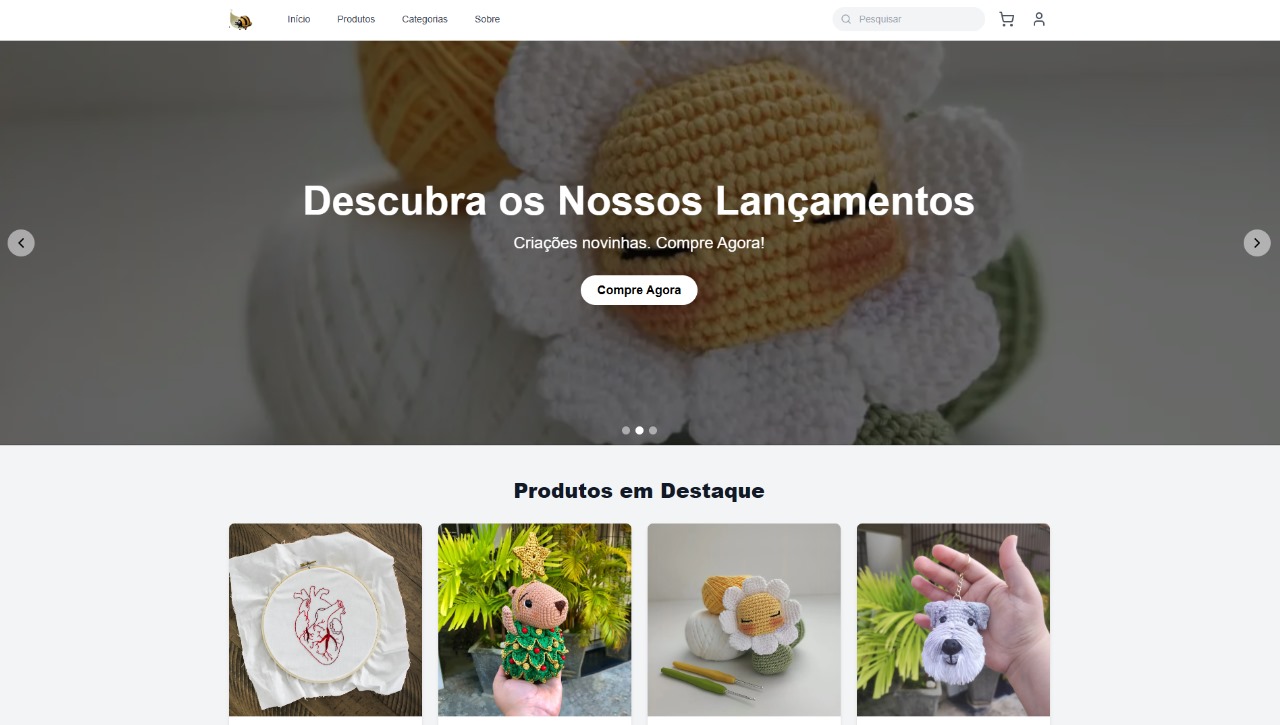 Início
Produtos
Categorias
Sobre
Pesquisar
Descubra os Nossos Lançamentos
Criações novinhas. Compre Agora!
Compre Agora
Produtos em Destaque